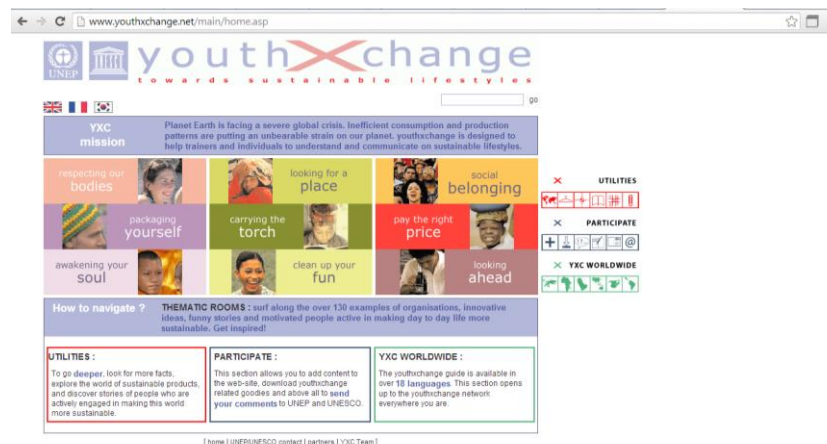 www.youthxchange.net/main/home.asp
UNEP
youthXchange
towards sustainable lifestyles
go
YXC
mission
Planet Earth is facing a severe global crisis. Inefficient consumption and production
patterns are putting an unbearable strain on our planet. youthxchange is designed to
help trainers and individuals to understand and communicate on sustainable lifestyles.
respecting our
bodies
looking for a
place
social
belonging
packaging
yourself
carrying the
torch
pay the right
price
awakening your
soul
clean up your
fun
looking
ahead
UTILITIES
PARTICIPATE
@
YXC WORLDWIDE
How to navigate ?
THEMATIC ROOMS : surf along the over 130 examples of organisations, innovative
ideas, funny stories and motivated people active in making day to day life more
sustainable. Get inspired!
UTILITIES :
To go deeper, look for more facts,
explore the world of sustainable products,
and discover stories of people who are
actively engaged in making this world
more sustainable.
PARTICIPATE :
This section allows you to add content to
the web-site, download youthxchange
related goodies and above all to send
your comments to UNEP and UNESCO.
YXC WORLDWIDE :
The youthxchange guide is available in
over 18 languages. This section opens
up to the youthxchange network
everywhere you are.
[ home | UNEP/UNESCO contact | partners | YXC Team ]